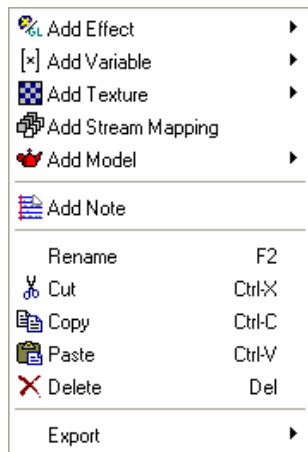 GL Add Effect
[×] Add Variable
Add Texture
Add Stream Mapping
Add Model
Add Note
Rename F2
Cut Ctrl-X
Copy Ctrl-C
Paste Ctrl-V
Delete Del
Export